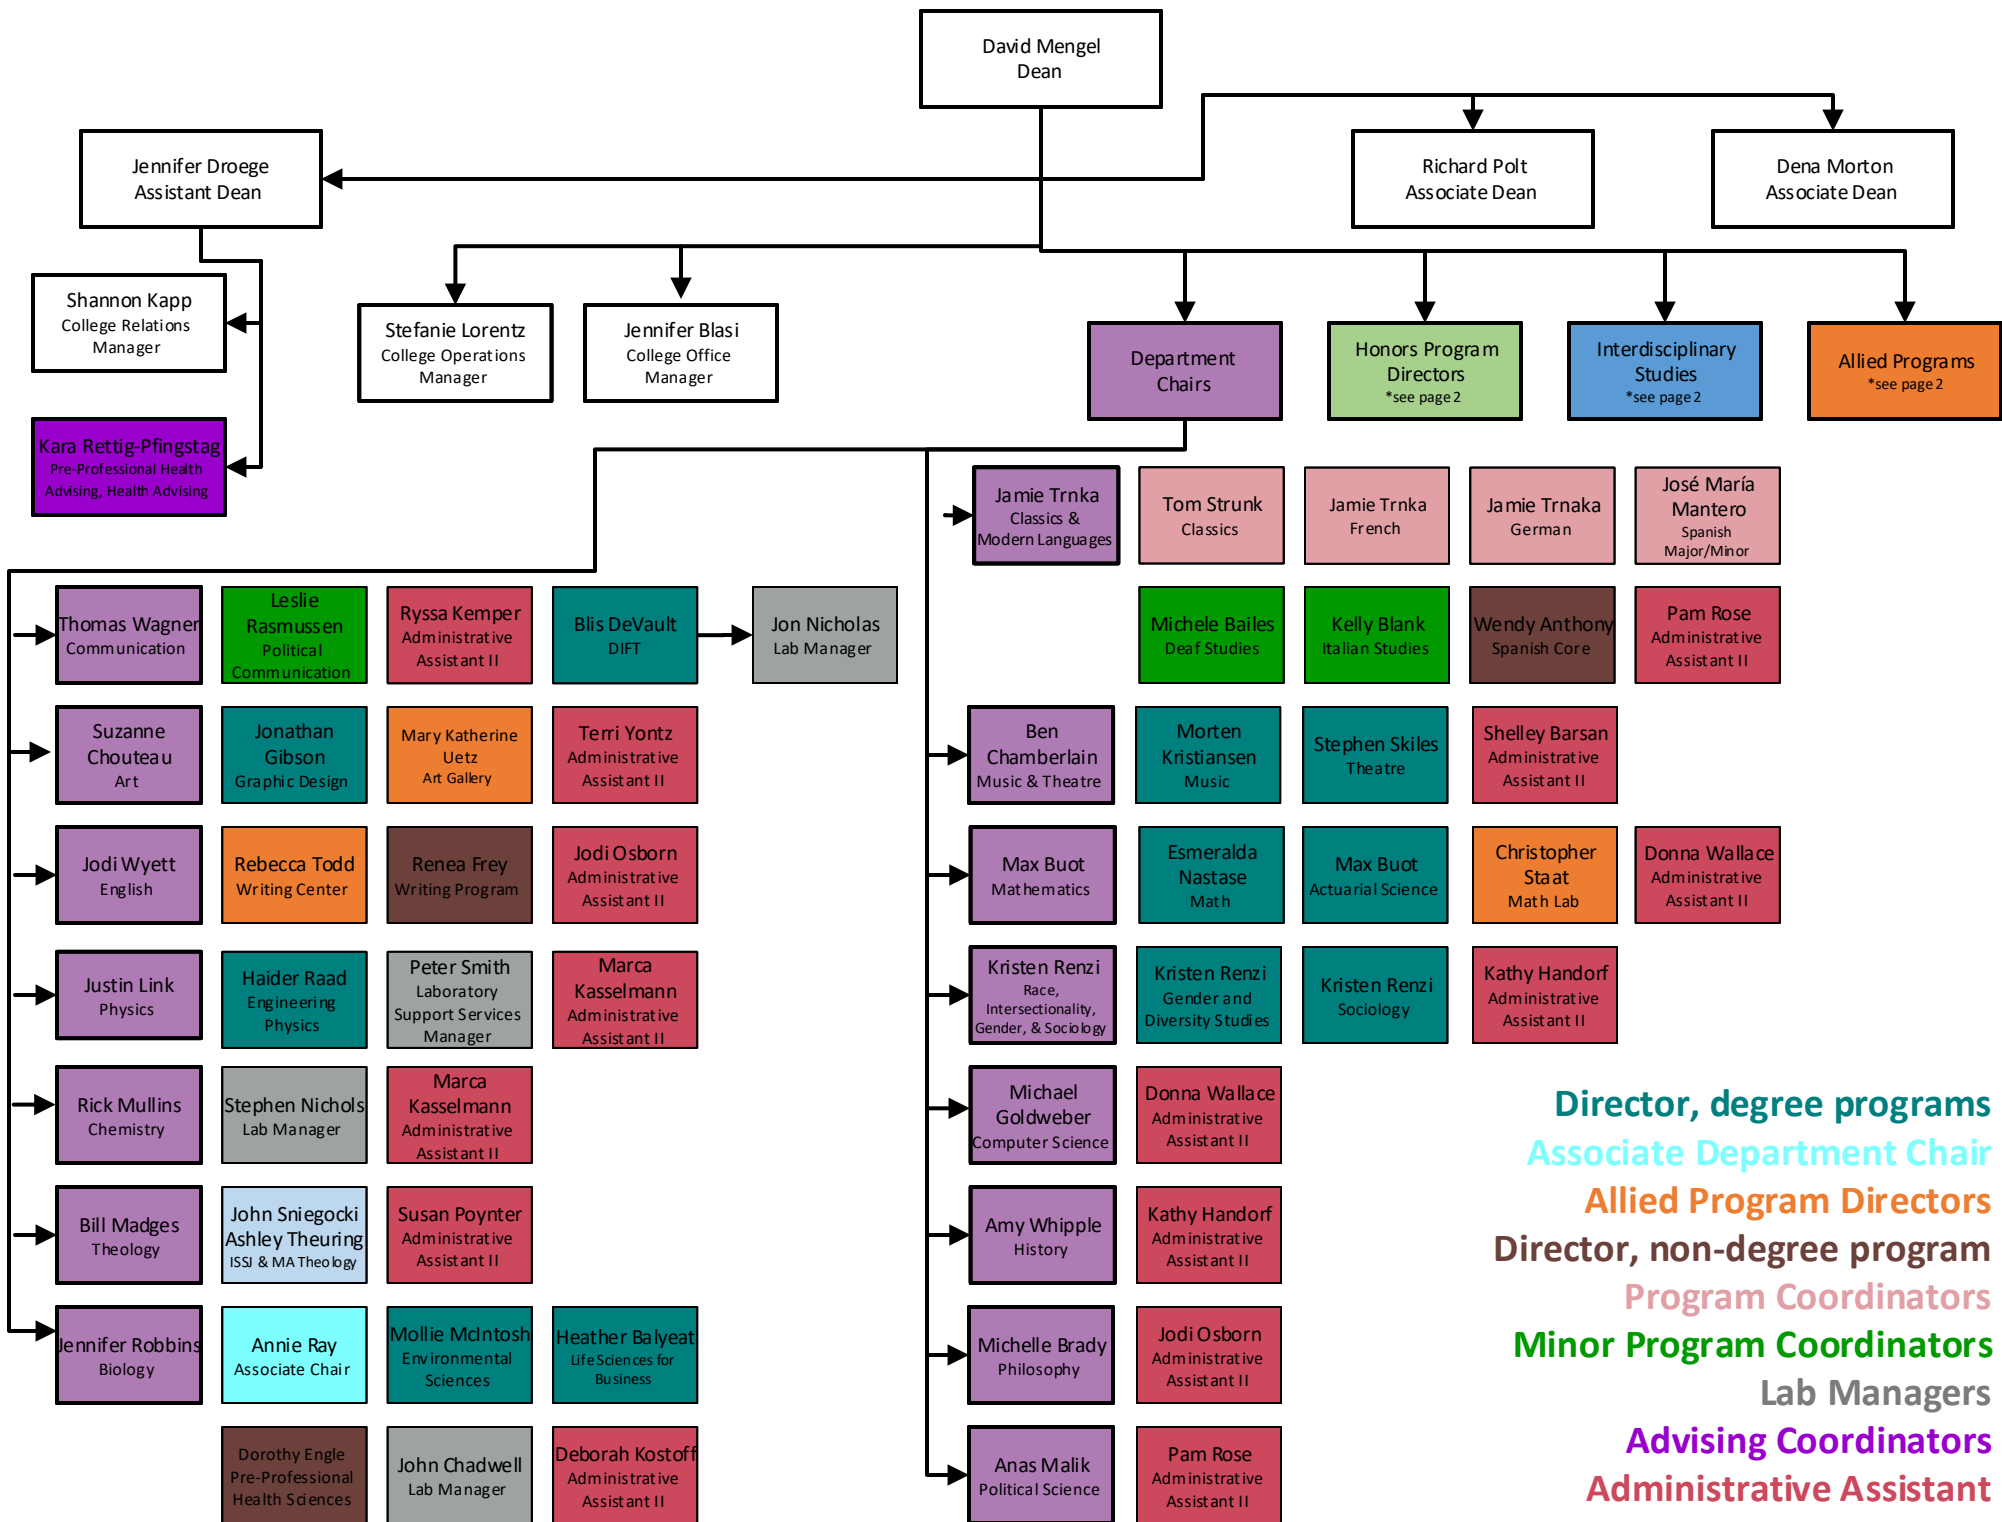 David Mengel
Dean
Jennifer Droege
Assistant Dean
Richard Polt
Associate Dean
Dena Morton
Associate Dean
Shannon Kapp
College Relations
Manager
Stefanie Lorentz
College Operations
Manager
Jennifer Blasi
College Office
Manager
Department
Chairs
Honors Program
Directors
*see page 2
Interdisciplinary
Studies
*see page 2
Allied Programs
*see page 2
Kara Rettig-Pfingstag
Pre-Professional Health
Advising, Health Advising
Thomas Wagner
Communication
Leslie
Rasmussen
Political
Communication
Ryssa Kemper
Administrative
Assistant II
Blis DeVault
DIFT
Jon Nicholas
Lab Manager
Suzanne
Chouteau
Art
Jonathan
Gibson
Graphic Design
Mary Katherine
Uetz
Art Gallery
Terri Yontz
Administrative
Assistant II
Jodi Wyett
English
Rebecca Todd
Writing Center
Renea Frey
Writing Program
Jodi Osborn
Administrative
Assistant II
Justin Link
Physics
Haider Raad
Engineering
Physics
Peter Smith
Laboratory
Support Services
Manager
Marca
Kasselmann
Administrative
Assistant II
Rick Mullins
Chemistry
Stephen Nichols
Lab Manager
Marca
Kasselmann
Administrative
Assistant II
Bill Madges
Theology
John Sniegocki
Ashley Theuring
ISSJ & MA Theology
Susan Poynter
Administrative
Assistant II
Jennifer Robbins
Biology
Annie Ray
Associate Chair
Mollie McIntosh
Environmental
Sciences
Heather Balyeat
Life Sciences for
Business
Dorothy Engle
Pre-Professional
Health Sciences
John Chadwell
Lab Manager
Deborah Kostoff
Administrative
Assistant II
Jamie Trnka
Classics &
Modern Languages
Tom Strunk
Classics
Jamie Trnka
French
Jamie Trnaka
German
José María
Mantero
Spanish
Major/Minor
Michele Bailes
Deaf Studies
Kelly Blank
Italian Studies
Wendy Anthony
Spanish Core
Pam Rose
Administrative
Assistant II
Ben
Chamberlain
Music & Theatre
Morten
Kristiansen
Music
Stephen Skiles
Theatre
Shelley Barsan
Administrative
Assistant II
Max Buot
Mathematics
Esmeralda
Nastase
Math
Max Buot
Actuarial Science
Christopher
Staat
Math Lab
Donna Wallace
Administrative
Assistant II
Kristen Renzi
Race,
Intersectionality,
Gender, & Sociology
Kristen Renzi
Gender and
Diversity Studies
Kristen Renzi
Sociology
Kathy Handorf
Administrative
Assistant II
Michael
Goldweber
Computer Science
Donna Wallace
Administrative
Assistant II
Amy Whipple
History
Kathy Handorf
Administrative
Assistant II
Michelle Brady
Philosophy
Jodi Osborn
Administrative
Assistant II
Anas Malik
Political Science
Pam Rose
Administrative
Assistant II
Director, degree programs
Associate Department Chair
Allied Program Directors
Director, non-degree program
Program Coordinators
Minor Program Coordinators
Lab Managers
Advising Coordinators
Administrative Assistant